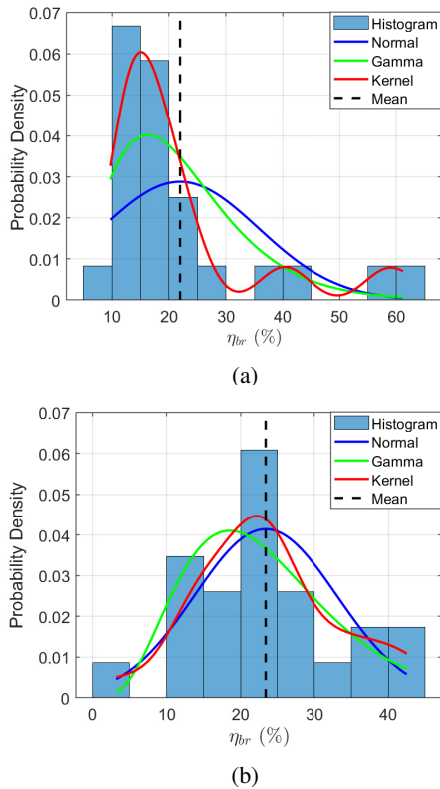 0.07
0.06
0.05
0.04
0.03
0.02
0.01
0
Probability Density
10 20 30 40 50 60
η_br (%)
Histogram
Normal
Gamma
Kernel
Mean
(a)
0.07
0.06
0.05
0.04
0.03
0.02
0.01
0
Probability Density
0 10 20 30 40
η_br (%)
Histogram
Normal
Gamma
Kernel
Mean
(b)